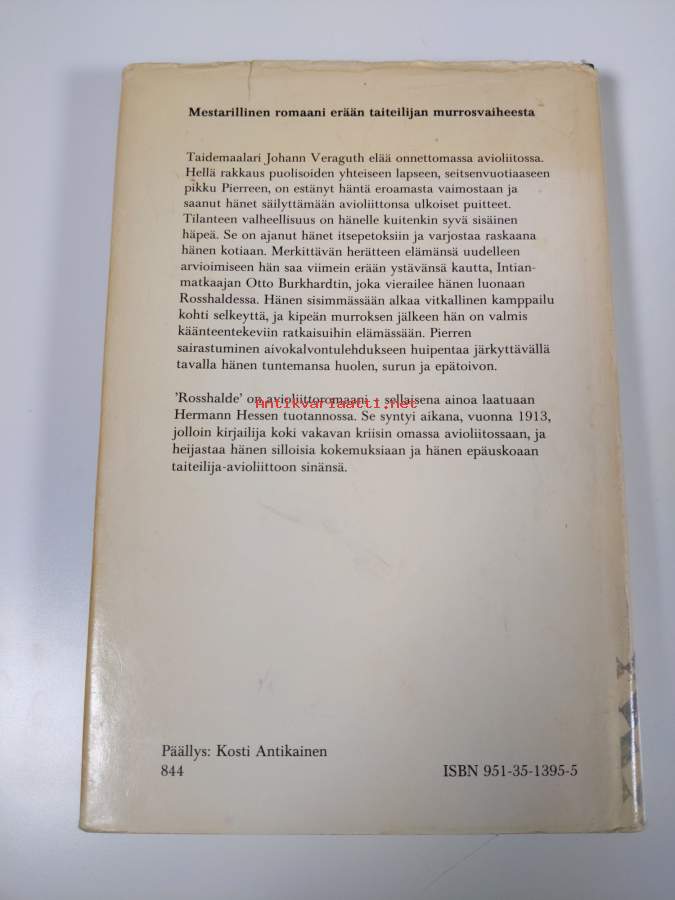 Mestarillinen romaani erään taiteilijan murrosvaiheesta
Taidemaalari Johann Veraguth elää onnettomassa avioliitossa.
Hellä rakkaus puolisoiden yhteiseen lapseen, seitsenvuotiaaseen
pikku Pierreen, on estänyt häntä eroamasta vaimostaan ja
saanut hänet säilyttämään avioliittonsa ulkoiset puitteet.
Tilanteen valheellisuus on hänelle kuitenkin syvä sisäinen
häpeä. Se on ajanut hänet itsepetoksiin ja varjostaa raskaana
hänen kotiaan. Merkittävän herätteen elämänsä uudelleen
arvioimiseen hän saa viimein erään ystävänsä kautta, Intian-
matkaajan Otto Burkhardtin, joka vierailee hänen luonaan
Rosshaldessa. Hänen sisimmässään alkaa vitkallinen kamppailu
kohti selkeyttä, ja kipeän murroksen jälkeen hän on valmis
käänteentekeviin ratkaisuihin elämässään. Pierren
sairastuminen aivokalvontulehdukseen huipentaa järkyttävällä
tavalla hänen tuntemansa huolen, surun ja epätoivon.
'Rosshalde' on avioliittoromaani – sellaisena ainoa laatuaan
Antikvariaatti.net
Hermann Hessen tuotannossa. Se syntyi aikana, vuonna 1913,
jolloin kirjailija koki vakavan kriisin omassa avioliitossaan, ja
heijastaa hänen silloisia kokemuksiaan ja hänen epäuskoaan
taiteilija-avioliittoon sinänsä.
Päällys: Kosti Antikainen
844
ISBN 951-35-1395-5